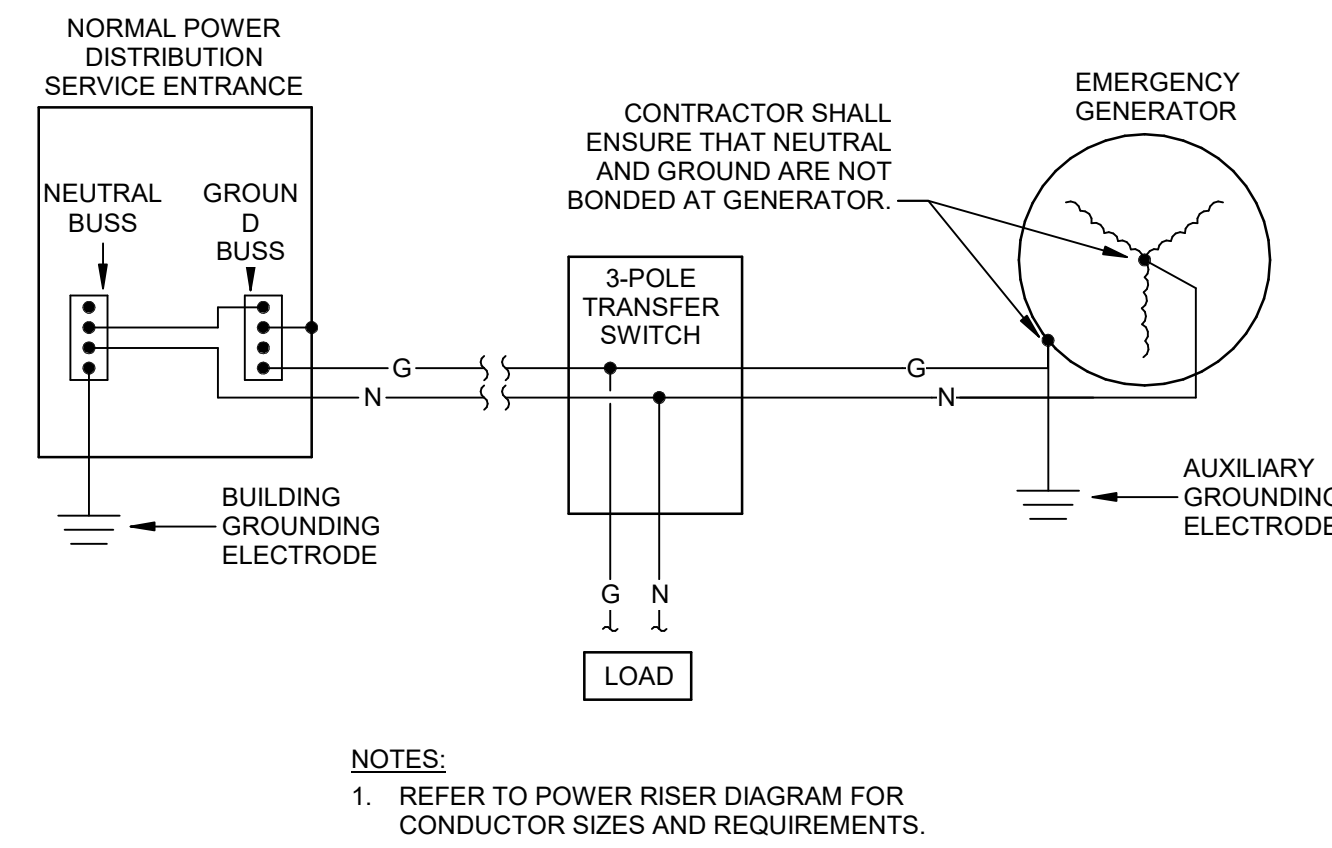 NORMAL POWER
DISTRIBUTION
SERVICE ENTRANCE
NEUTRAL
BUSS
GROUN
D
BUSS
BUILDING
GROUNDING
ELECTRODE
CONTRACTOR SHALL
ENSURE THAT NEUTRAL
AND GROUND ARE NOT
BONDED AT GENERATOR.
3-POLE
TRANSFER
SWITCH
G
N
G
N
G N
LOAD
EMERGENCY
GENERATOR
AUXILIARY
GROUNDING
ELECTRODE
NOTES:
1. REFER TO POWER RISER DIAGRAM FOR
CONDUCTOR SIZES AND REQUIREMENTS.